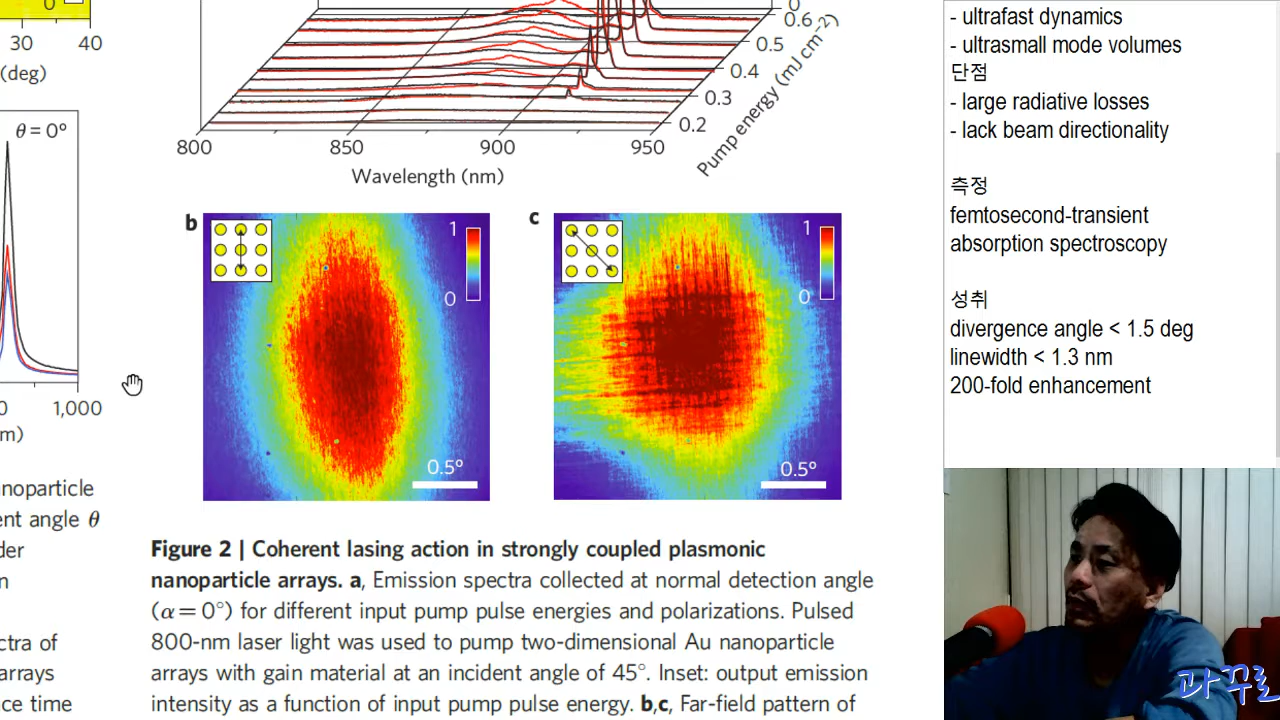 0
30 40
(deg)
θ = 0°
0 1,000
m)
anoparticle
ent angle θ
der
n
ctra of
arrays
ce time
0
0.6
0.5
0.4
0.3
0.2
Pump energy (mJ cm⁻²)
800 850 900 950
Wavelength (nm)
b
1
0
0.5°
c
1
0
0.5°
Figure 2 | Coherent lasing action in strongly coupled plasmonic
nanoparticle arrays. a, Emission spectra collected at normal detection angle
(α = 0°) for different input pump pulse energies and polarizations. Pulsed
800-nm laser light was used to pump two-dimensional Au nanoparticle
arrays with gain material at an incident angle of 45°. Inset: output emission
intensity as a function of input pump pulse energy. b,c, Far-field pattern of
- ultrafast dynamics
- ultrasmall mode volumes
단점
- large radiative losses
- lack beam directionality
측정
femtosecond-transient
absorption spectroscopy
성취
divergence angle < 1.5 deg
linewidth < 1.3 nm
200-fold enhancement
과꾸로